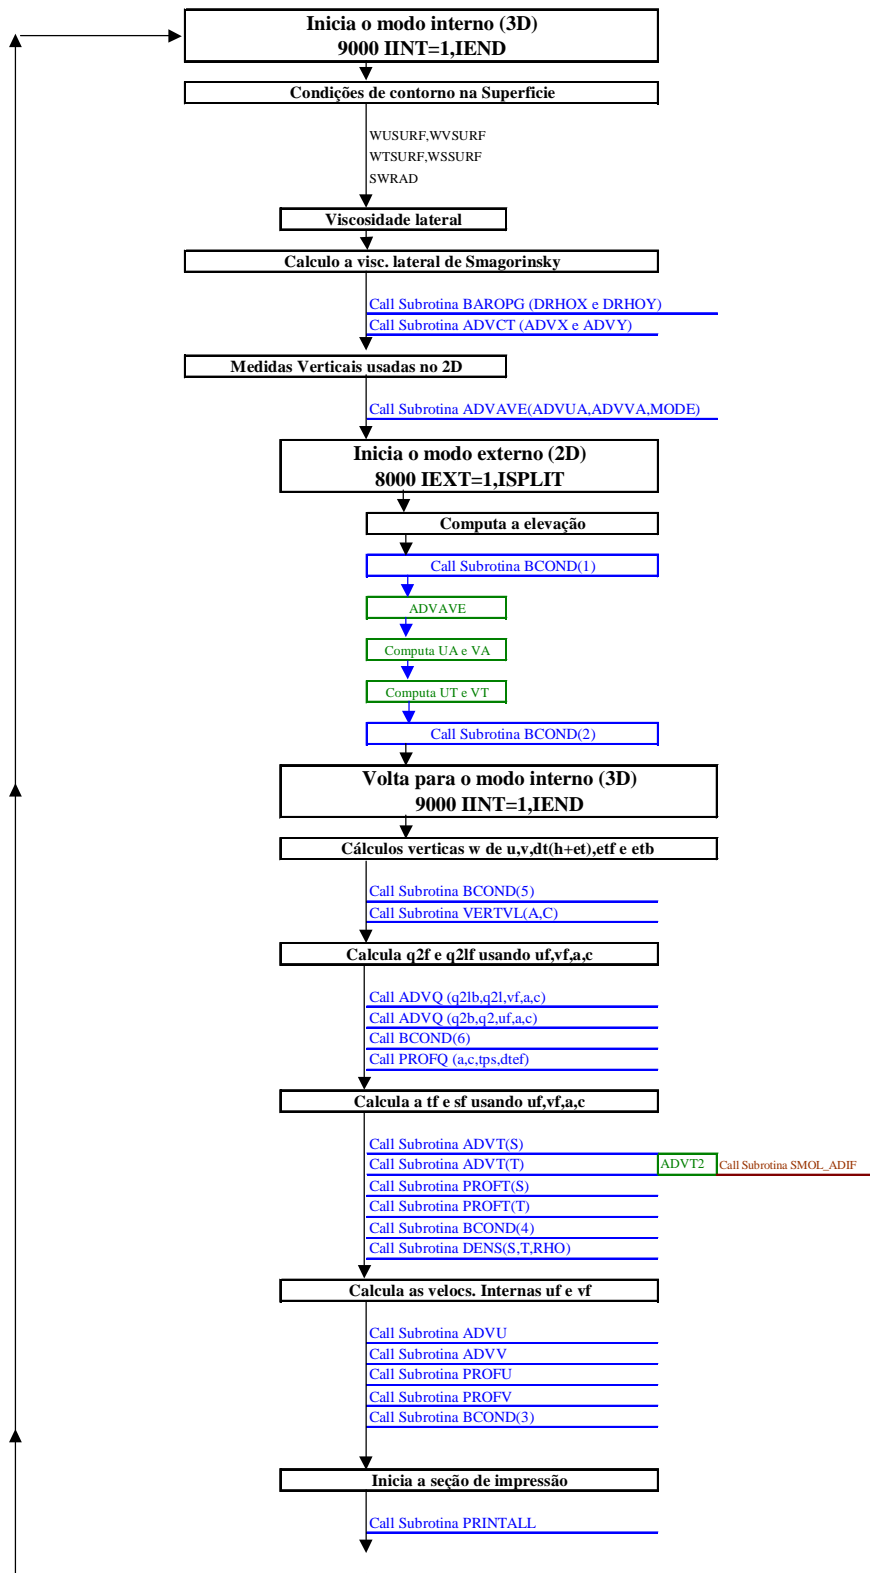 Inicia o modo interno (3D)
9000 IINT=1,IEND
Condições de contorno na Superficie
WUSURF,WVSURF
WTSURF,WSSURF
SWRAD
Viscosidade lateral
Calculo a visc. lateral de Smagorinsky
Call Subrotina BAROPG (DRHOX e DRHOY)
Call Subrotina ADVCT (ADVX e ADVY)
Medidas Verticais usadas no 2D
Call Subrotina ADVAVE(ADVUA,ADVVA,MODE)
Inicia o modo externo (2D)
8000 IEXT=1,ISPLIT
Computa a elevação
Call Subrotina BCOND(1)
ADVAVE
Computa UA e VA
Computa UT e VT
Call Subrotina BCOND(2)
Volta para o modo interno (3D)
9000 IINT=1,IEND
Cálculos verticas w de u,v,dt(h+et),etf e etb
Call Subrotina BCOND(5)
Call Subrotina VERTVL(A,C)
Calcula q2f e q2lf usando uf,vf,a,c
Call ADVQ (q2lb,q2l,vf,a,c)
Call ADVQ (q2b,q2,uf,a,c)
Call BCOND(6)
Call PROFQ (a,c,tps,dtef)
Calcula a tf e sf usando uf,vf,a,c
Call Subrotina ADVT(S)
Call Subrotina ADVT(T) ADVT2 Call Subrotina SMOL_ADIF
Call Subrotina PROFT(S)
Call Subrotina PROFT(T)
Call Subrotina BCOND(4)
Call Subrotina DENS(S,T,RHO)
Calcula as velocs. Internas uf e vf
Call Subrotina ADVU
Call Subrotina ADVV
Call Subrotina PROFU
Call Subrotina PROFV
Call Subrotina BCOND(3)
Inicia a seção de impressão
Call Subrotina PRINTALL